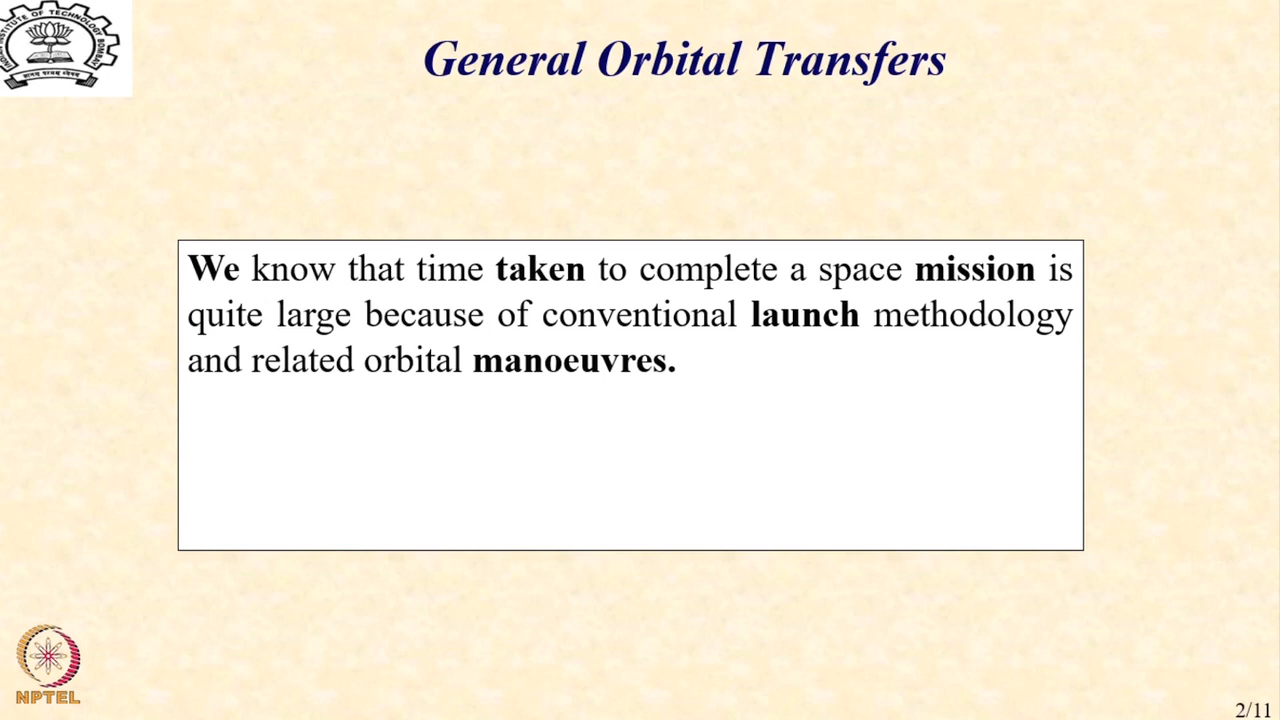 General Orbital Transfers
We know that time taken to complete a space mission is
quite large because of conventional launch methodology
and related orbital manoeuvres.
NPTEL
2/11